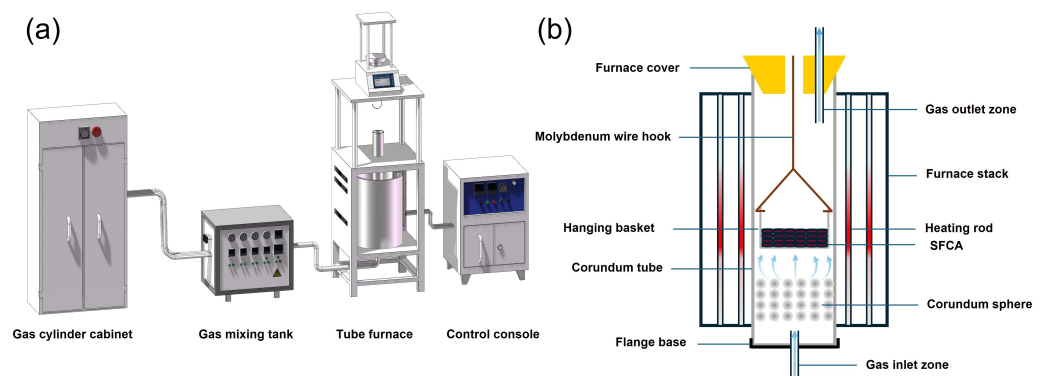 (a)
Gas cylinder cabinet
Gas mixing tank
Tube furnace
Control console
(b)
Furnace cover
Gas outlet zone
Molybdenum wire hook
Furnace stack
Hanging basket
Heating rod
SFCA
Corundum tube
Corundum sphere
Flange base
Gas inlet zone